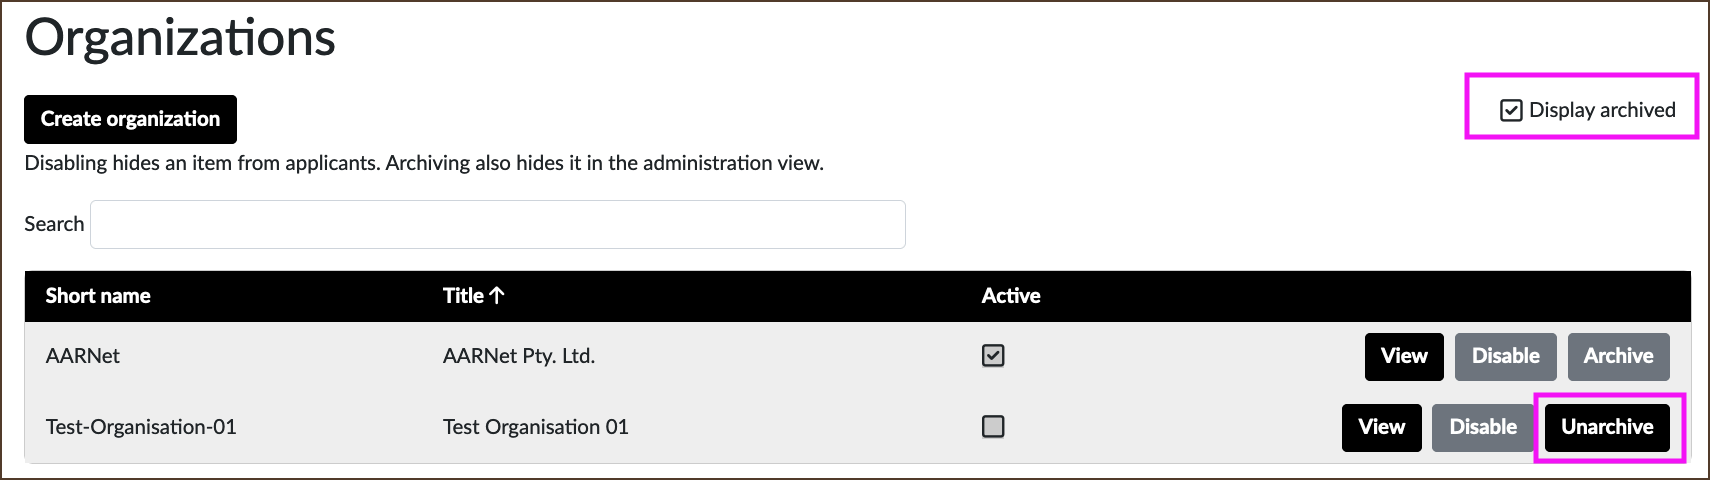 Organizations
Create organization
Display archived
Disabling hides an item from applicants. Archiving also hides it in the administration view.
Search
Short name Title ↑ Active
AARNet AARNet Pty. Ltd. View Disable Archive
Test-Organisation-01 Test Organisation 01 View Disable Unarchive